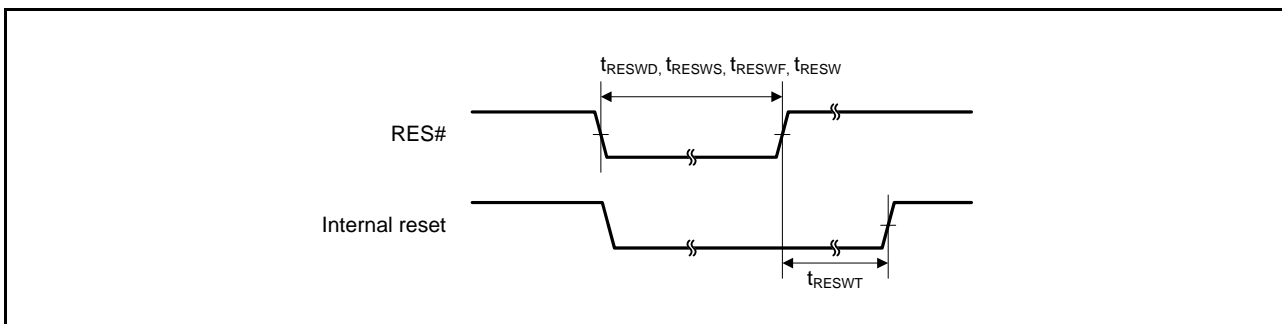 tRESWD, tRESWS, tRESWF, tRESW
RES#
Internal reset
tRESWT